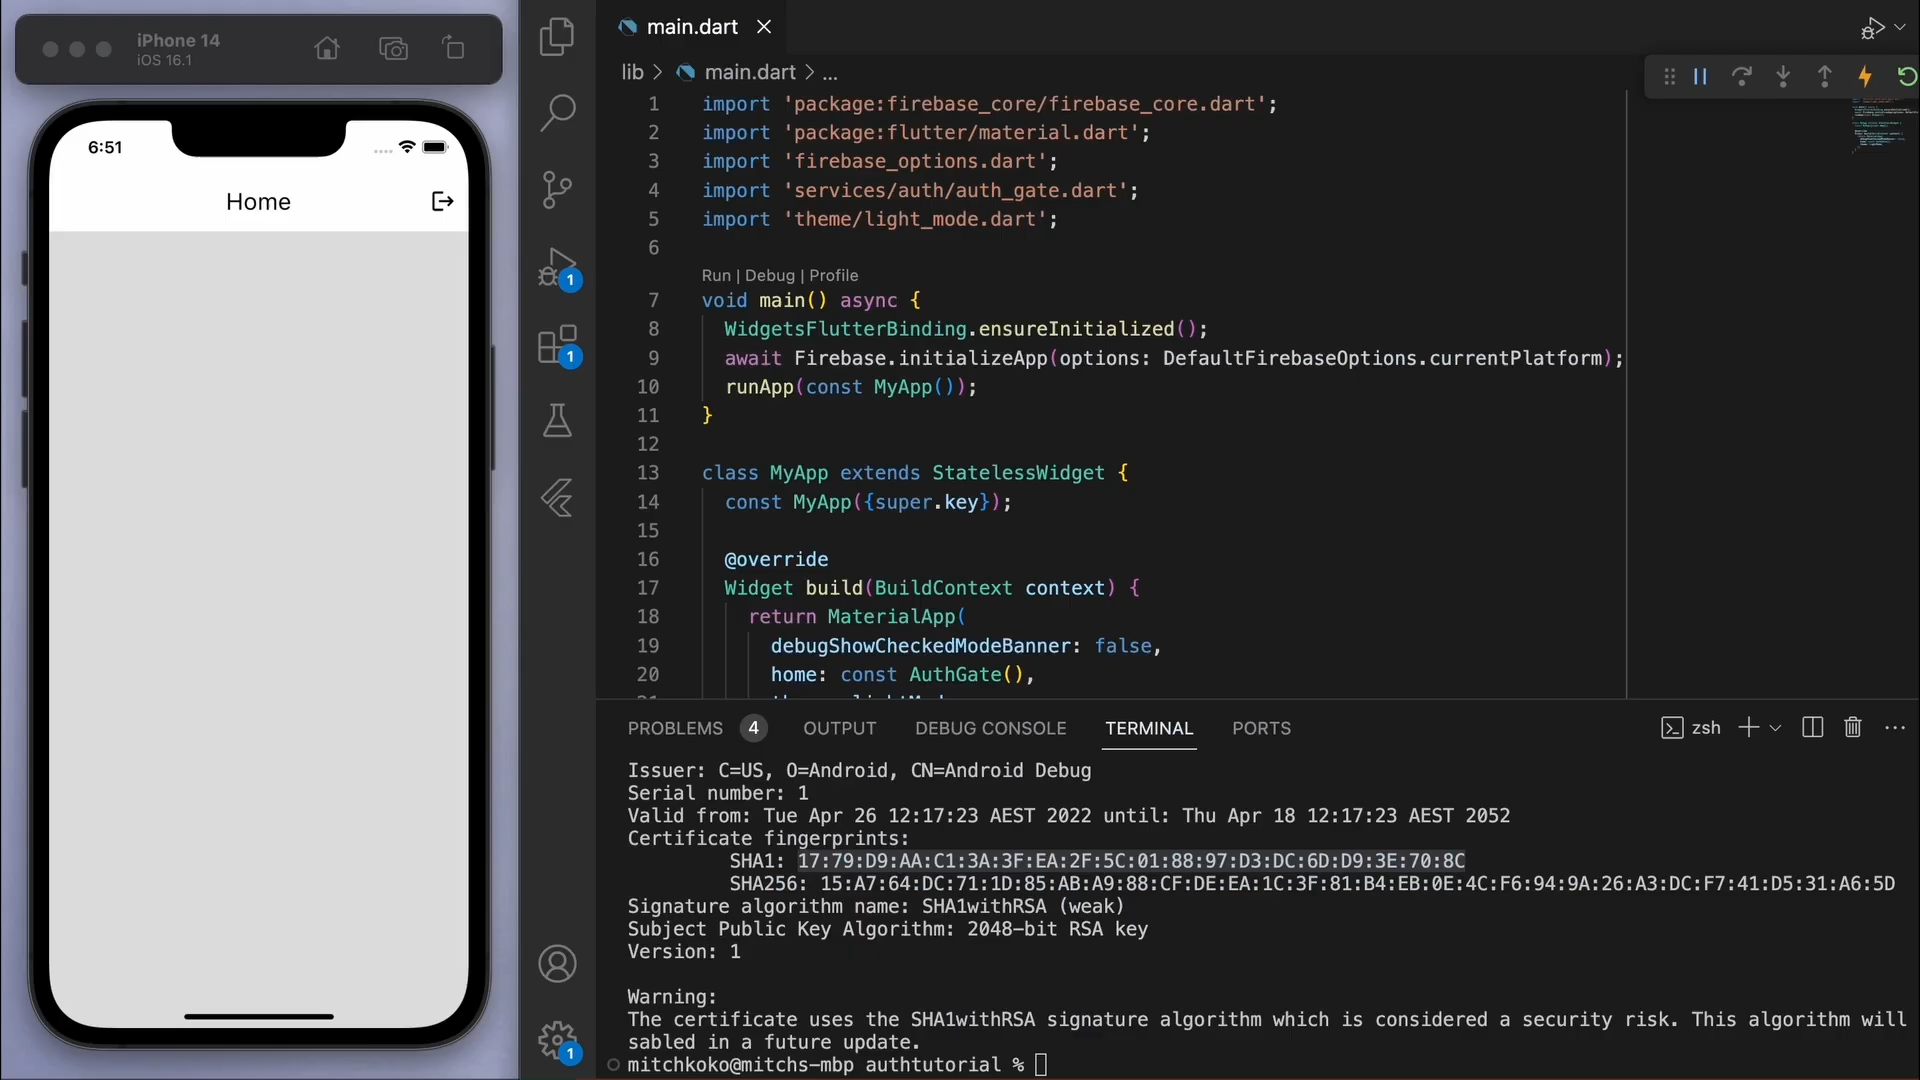 iPhone 14
iOS 16.1
6:51
Home
main.dart
lib > main.dart > ...
1 import 'package:firebase_core/firebase_core.dart';
2 import 'package:flutter/material.dart';
3 import 'firebase_options.dart';
4 import 'services/auth/auth_gate.dart';
5 import 'theme/light_mode.dart';
6
Run | Debug | Profile
7 void main() async {
8 WidgetsFlutterBinding.ensureInitialized();
9 await Firebase.initializeApp(options: DefaultFirebaseOptions.currentPlatform);
10 runApp(const MyApp());
11 }
12
13 class MyApp extends StatelessWidget {
14 const MyApp({super.key});
15
16 @override
17 Widget build(BuildContext context) {
18 return MaterialApp(
19 debugShowCheckedModeBanner: false,
20 home: const AuthGate(),
1
1
1
PROBLEMS 4 OUTPUT DEBUG CONSOLE TERMINAL PORTS zsh
Issuer: C=US, O=Android, CN=Android Debug
Serial number: 1
Valid from: Tue Apr 26 12:17:23 AEST 2022 until: Thu Apr 18 12:17:23 AEST 2052
Certificate fingerprints:
SHA1: 17:79:D9:AA:C1:3A:3F:EA:2F:5C:01:88:97:D3:DC:6D:D9:3E:70:8C
SHA256: 15:A7:64:DC:71:1D:85:AB:A9:88:CF:DE:EA:1C:3F:81:B4:EB:0E:4C:F6:94:9A:26:A3:DC:F7:41:D5:31:A6:5D
Signature algorithm name: SHA1withRSA (weak)
Subject Public Key Algorithm: 2048-bit RSA key
Version: 1
Warning:
The certificate uses the SHA1withRSA signature algorithm which is considered a security risk. This algorithm will
sabled in a future update.
mitchkoko@mitchs-mbp authtutorial %